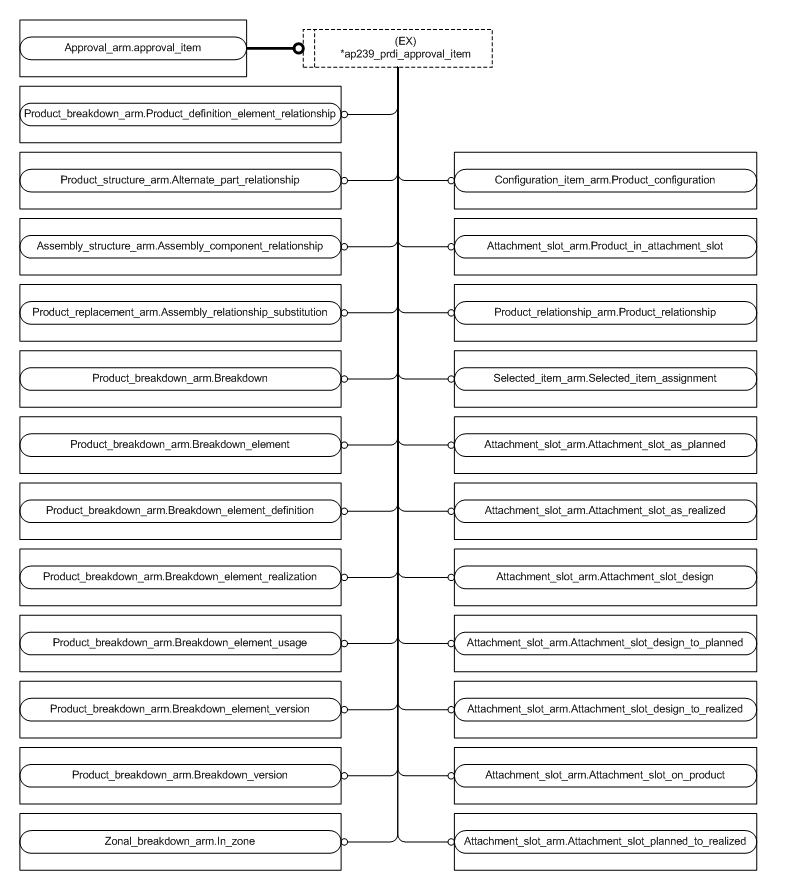 Approval_arm.approval_item
(EX)
*ap239_prdi_approval_item
Product_breakdown_arm.Product_definition_element_relationship
Product_structure_arm.Alternate_part_relationship
Configuration_item_arm.Product_configuration
Assembly_structure_arm.Assembly_component_relationship
Attachment_slot_arm.Product_in_attachment_slot
Product_replacement_arm.Assembly_relationship_substitution
Product_relationship_arm.Product_relationship
Product_breakdown_arm.Breakdown
Selected_item_arm.Selected_item_assignment
Product_breakdown_arm.Breakdown_element
Attachment_slot_arm.Attachment_slot_as_planned
Product_breakdown_arm.Breakdown_element_definition
Attachment_slot_arm.Attachment_slot_as_realized
Product_breakdown_arm.Breakdown_element_realization
Attachment_slot_arm.Attachment_slot_design
Product_breakdown_arm.Breakdown_element_usage
Attachment_slot_arm.Attachment_slot_design_to_planned
Product_breakdown_arm.Breakdown_element_version
Attachment_slot_arm.Attachment_slot_design_to_realized
Product_breakdown_arm.Breakdown_version
Attachment_slot_arm.Attachment_slot_on_product
Zonal_breakdown_arm.In_zone
Attachment_slot_arm.Attachment_slot_planned_to_realized